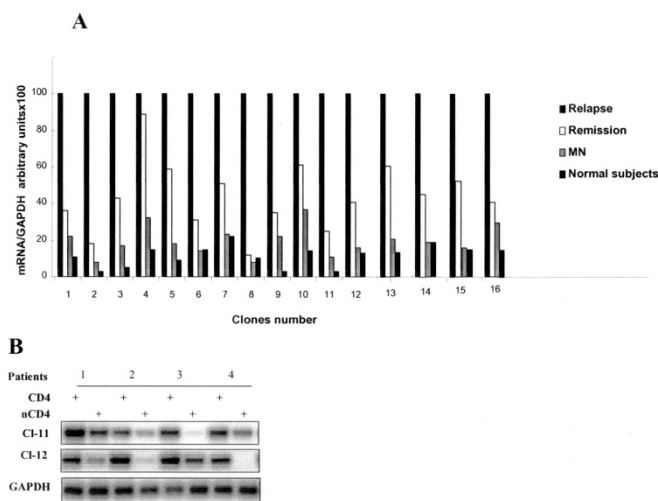 A
mRNA/GAPDH arbitrary unitsx100
100
80
60
40
20
0
1 2 3 4 5 6 7 8 9 10 11 12 13 14 15 16
Clones number
Relapse
Remission
MN
Normal subjects
B
Patients 1 2 3 4
CD4 + + + +
nCD4 + + + +
Cl-11
Cl-12
GAPDH